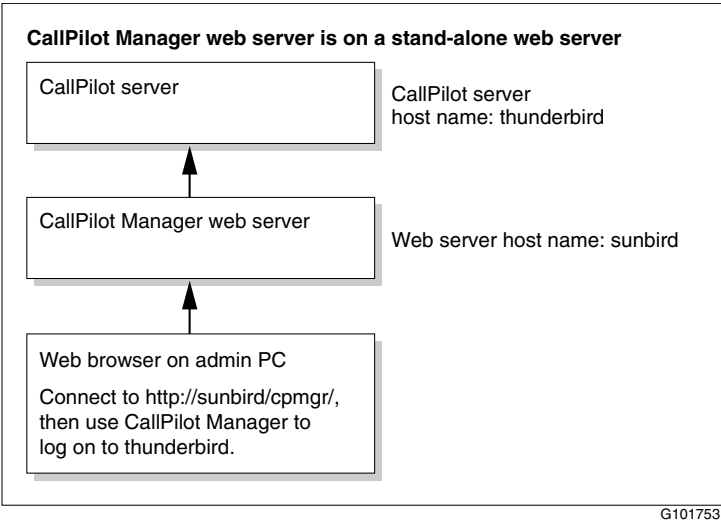 CallPilot Manager web server is on a stand-alone web server
CallPilot server
CallPilot server
host name: thunderbird
CallPilot Manager web server
Web server host name: sunbird
Web browser on admin PC
Connect to http://sunbird/cpmgr/,
then use CallPilot Manager to
log on to thunderbird.
G101753